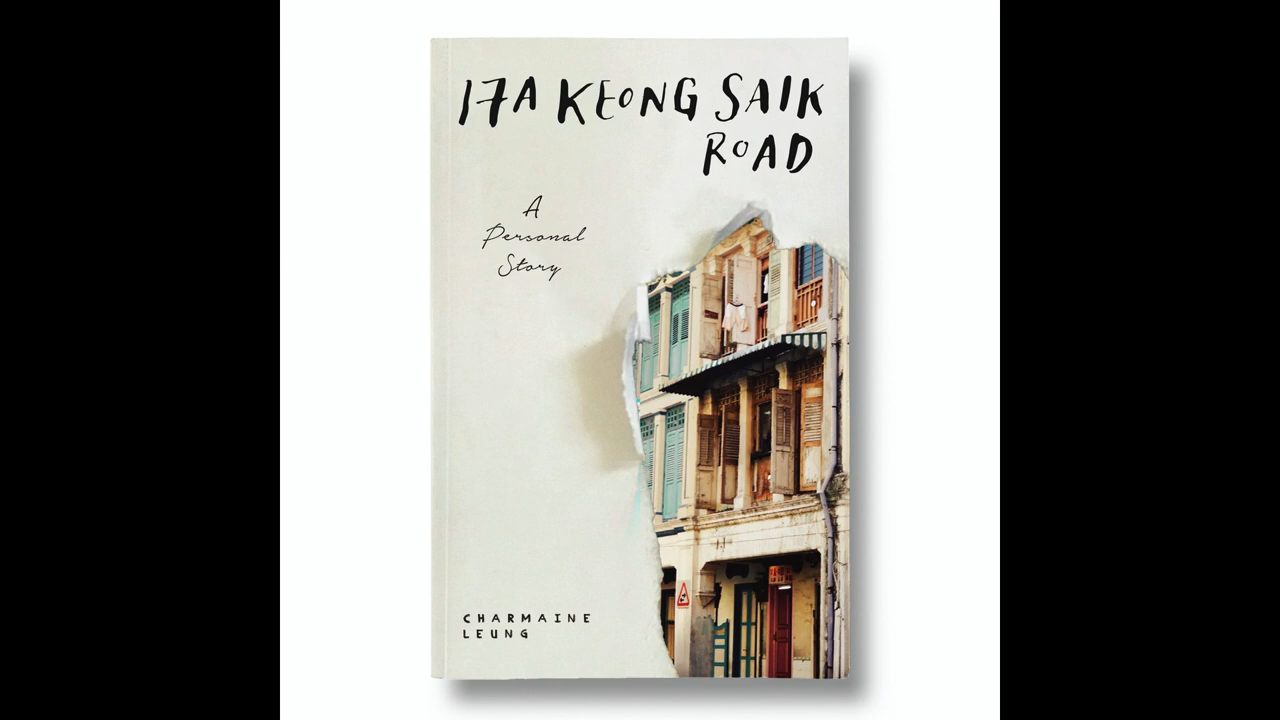 17A KEONG SAIK
ROAD
A
Personal
Story
CHARMAINE
LEUNG